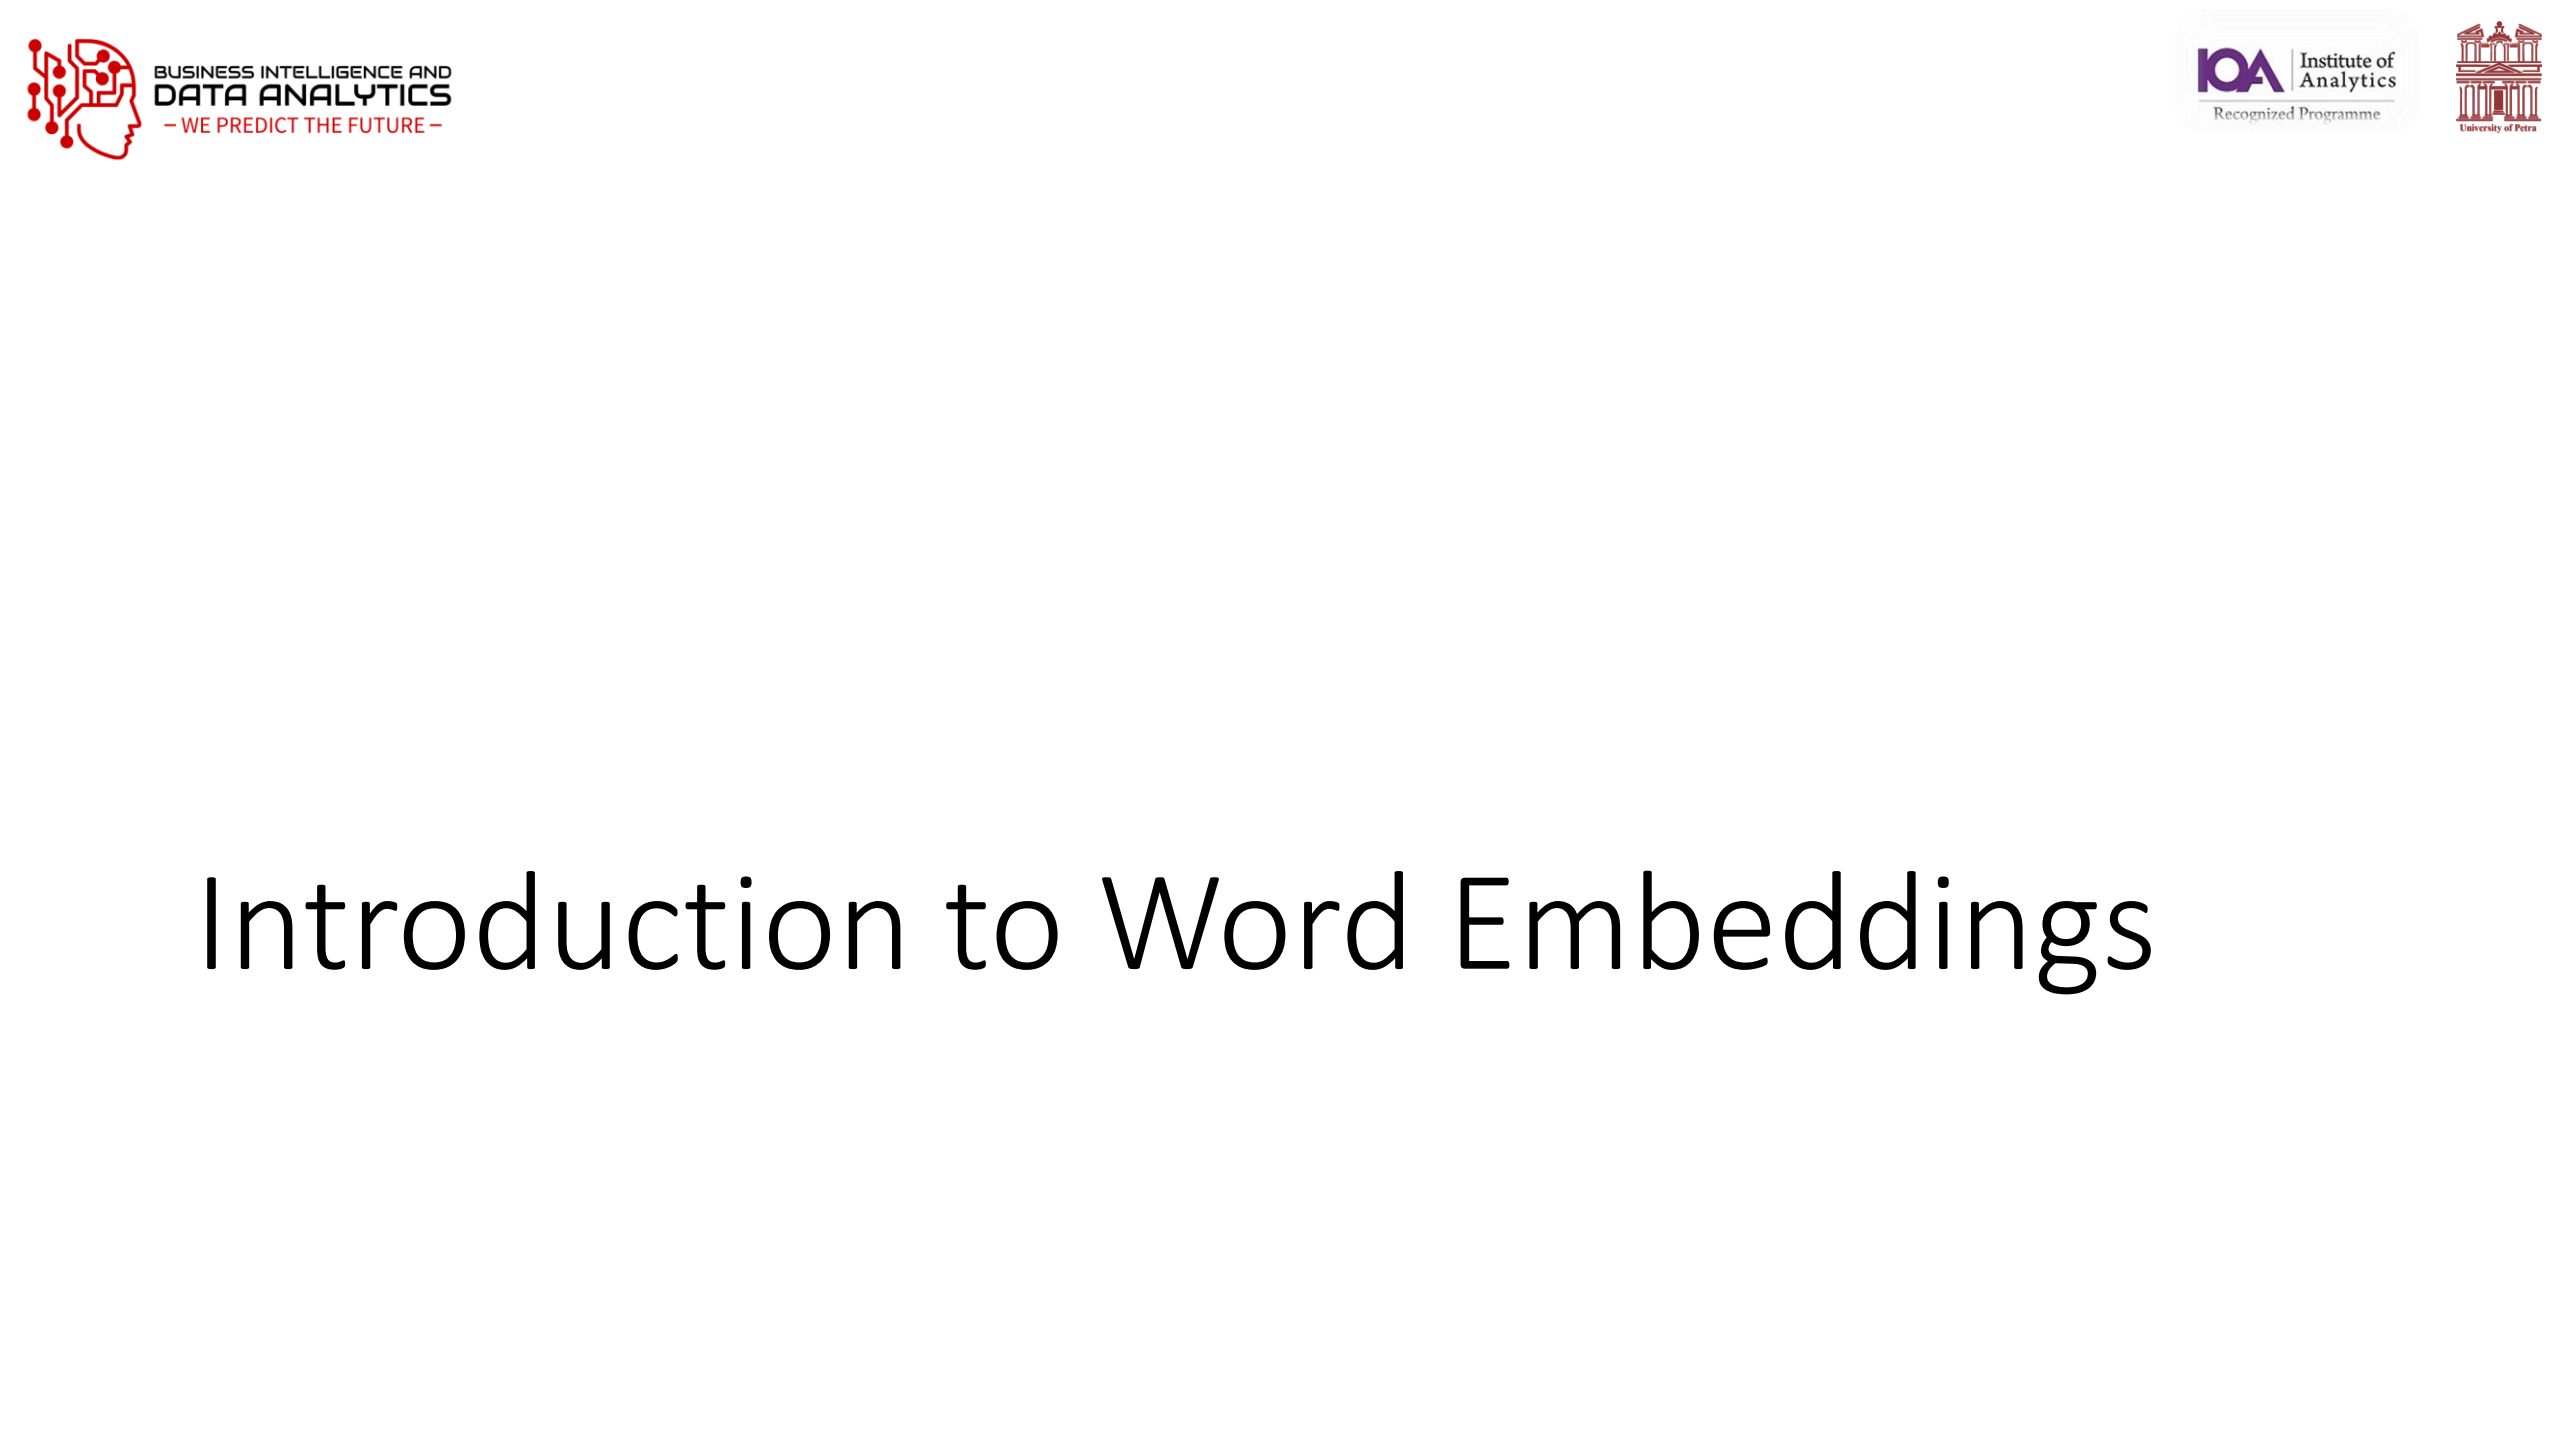 BUSINESS INTELLIGENCE AND
DATA ANALYTICS
– WE PREDICT THE FUTURE –
IOA
Institute of
Analytics
Recognized Programme
University of Petra
Introduction to Word Embeddings